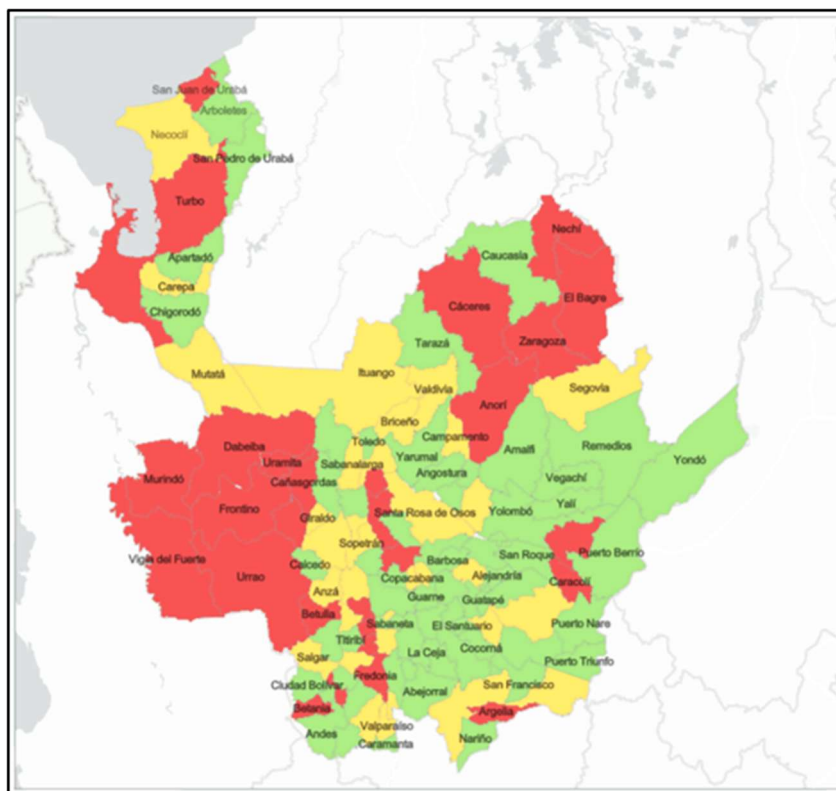 San Juan de Urabá
Arboletes
Necoclí
San Pedro de Urabá
Turbo
Nechí
Caucasia
Apartadó
Carepa
El Bagre
Cáceres
Chigorodó
Zaragoza
Tarazá
Mutatá
Ituango
Segovia
Valdivia
Anorí
Briceño
Dabeiba
Toledo
Campamento
Amalfi
Remedios
Yarumal
Uramita
Sabanalarga
Yondó
Angostura
Murindó
Cañasgordas
Vegachí
Frontino
Yalí
Giraldo
Santa Rosa de Osos
Yolombó
Sopetrán
Vigía del Fuerte
Barbosa
San Roque
Puerto Berrio
Caicedo
Urrao
Copacabana
Alejandría
Caracolí
Anzá
Guarne
Guatapé
Betulia
Sabaneta
El Santuario
Puerto Nare
Titiribí
La Ceja
Cocorná
Salgar
Puerto Triunfo
Fredonia
Ciudad Bolívar
San Francisco
Abejorral
Betania
Argelia
Valparaíso
Andes
Nariño
Caramanta